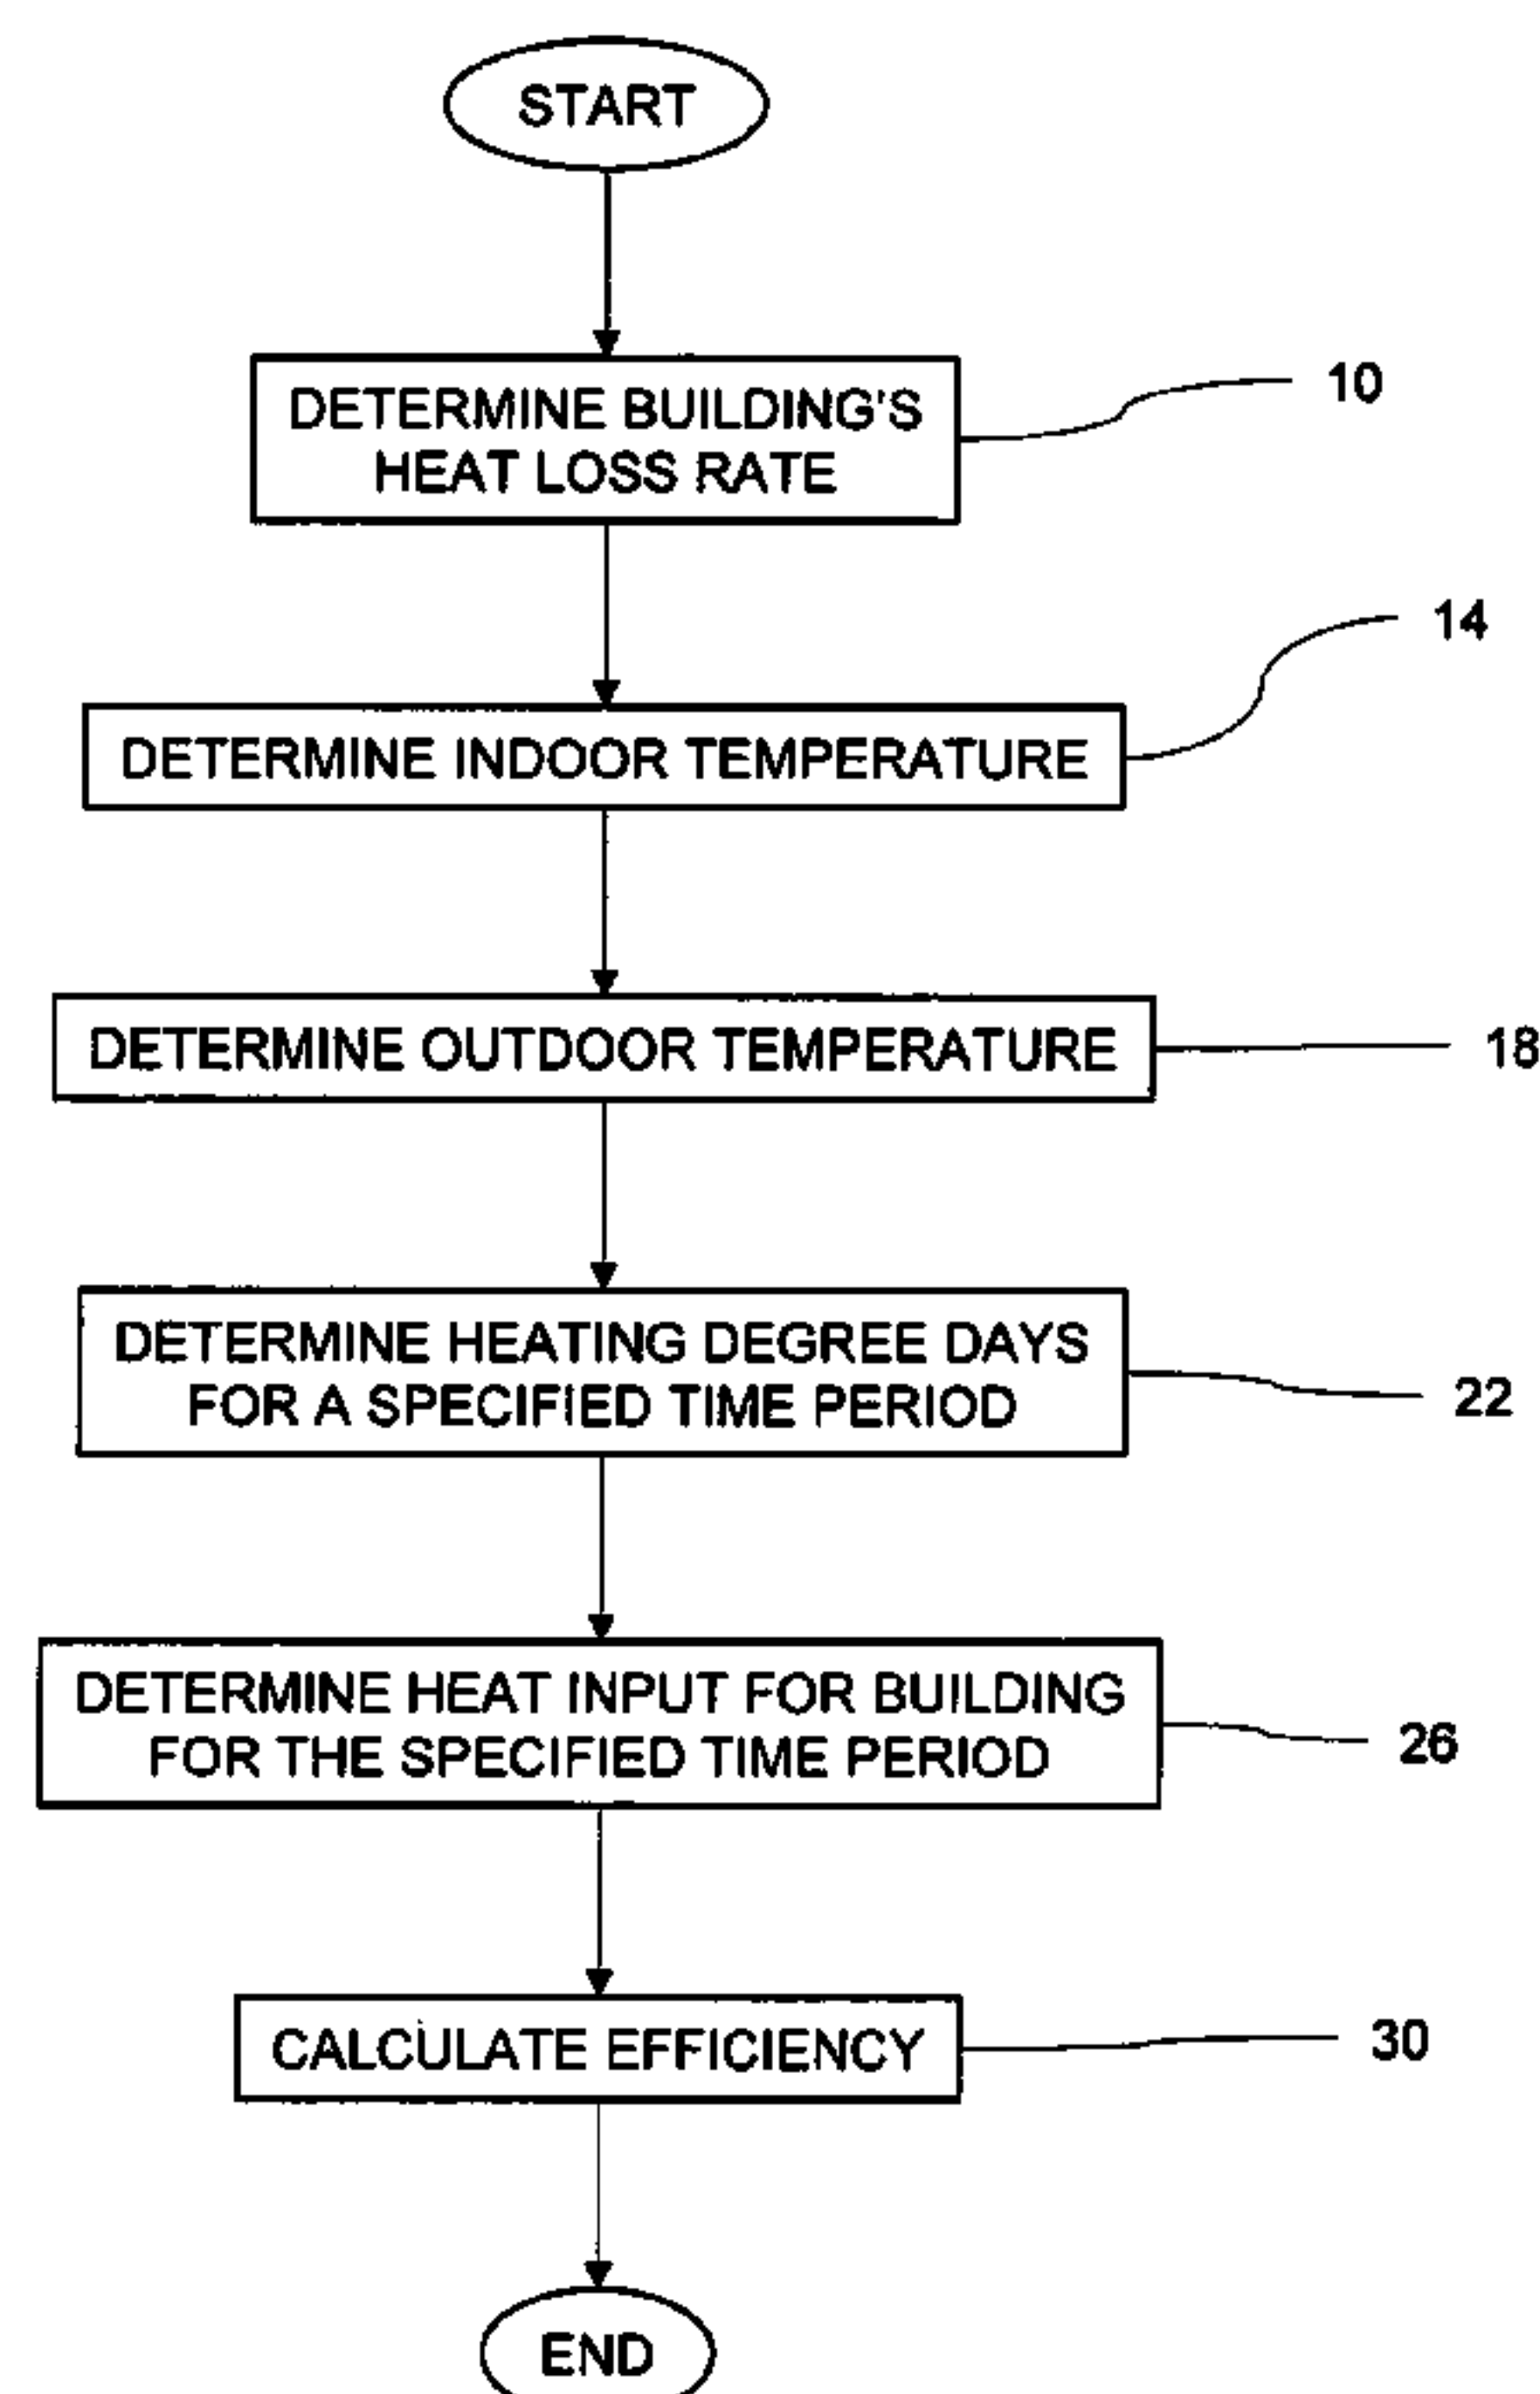 START
DETERMINE BUILDING'S
HEAT LOSS RATE
10
DETERMINE INDOOR TEMPERATURE
14
DETERMINE OUTDOOR TEMPERATURE
18
DETERMINE HEATING DEGREE DAYS
FOR A SPECIFIED TIME PERIOD
22
DETERMINE HEAT INPUT FOR BUILDING
FOR THE SPECIFIED TIME PERIOD
26
CALCULATE EFFICIENCY
30
END